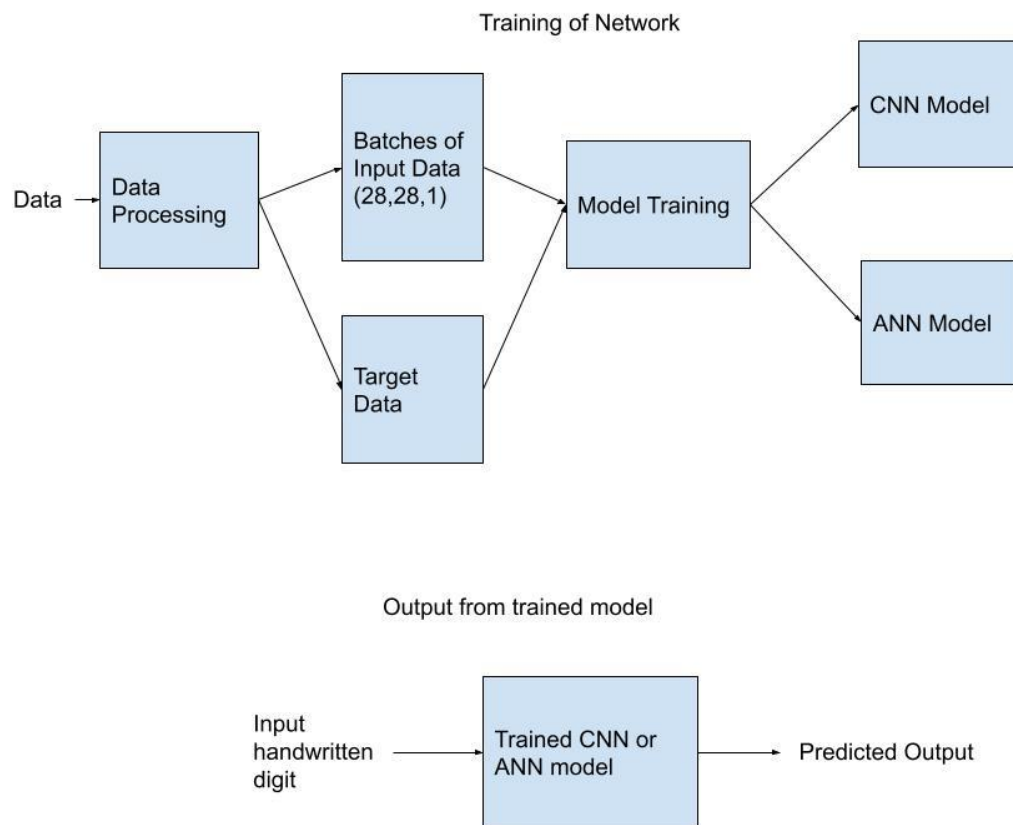 Training of Network
Data
Data
Processing
Batches of
Input Data
(28,28,1)
Target
Data
Model Training
CNN Model
ANN Model
Output from trained model
Input
handwritten
digit
Trained CNN or
ANN model
Predicted Output